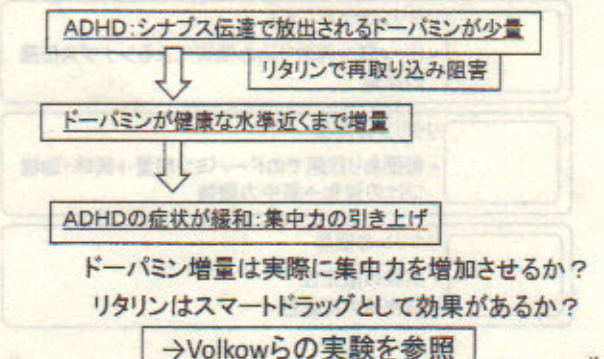 ADHD:シナプス伝達で放出されるドーパミンが少量
リタリンで再取り込み阻害
ドーパミンが健康な水準近くまで増量
ADHDの症状が緩和:集中力の引き上げ
ドーパミン増量は実際に集中力を増加させるか?
リタリンはスマートドラッグとして効果があるか?
→Volkowらの実験を参照